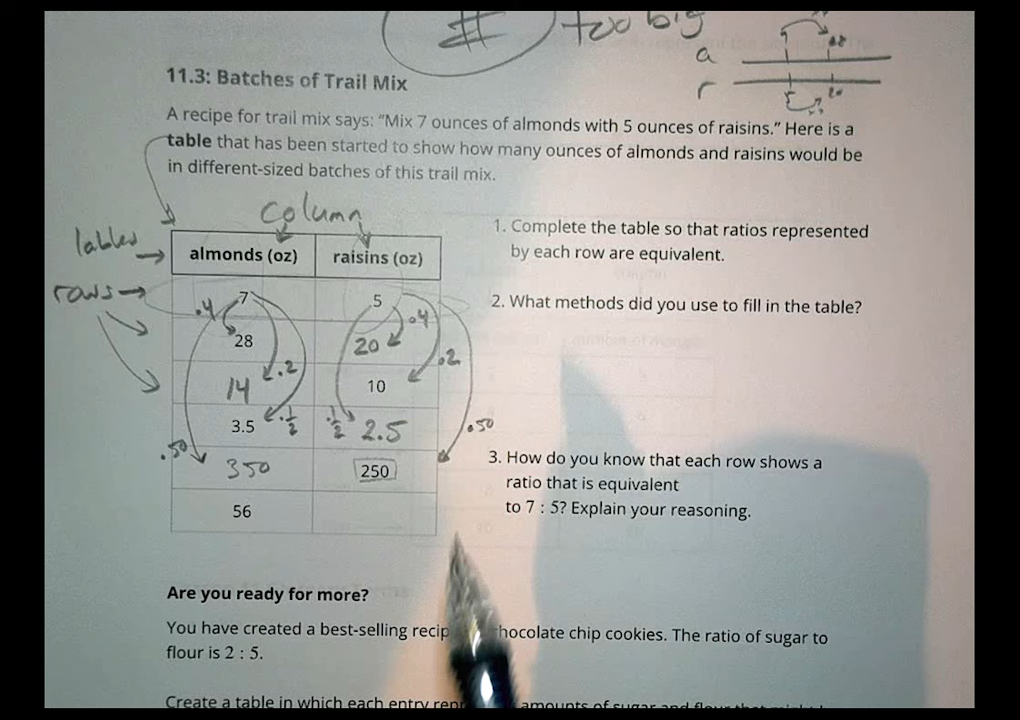 # too big
a
r
5 20
11.3: Batches of Trail Mix
A recipe for trail mix says: “Mix 7 ounces of almonds with 5 ounces of raisins.” Here is a
table that has been started to show how many ounces of almonds and raisins would be
in different-sized batches of this trail mix.
column
lables
rows
almonds (oz) raisins (oz)
7 5
.4 .4
28 20
.2 .2
14 10
3.5 .½ .½ 2.5
.50 .50
350 250
56
1. Complete the table so that ratios represented
by each row are equivalent.
2. What methods did you use to fill in the table?
3. How do you know that each row shows a
ratio that is equivalent
to 7 : 5? Explain your reasoning.
Are you ready for more?
You have created a best-selling recip hocolate chip cookies. The ratio of sugar to
flour is 2 : 5.
Create a table in which each entry rep amounts of sugar and flour that might